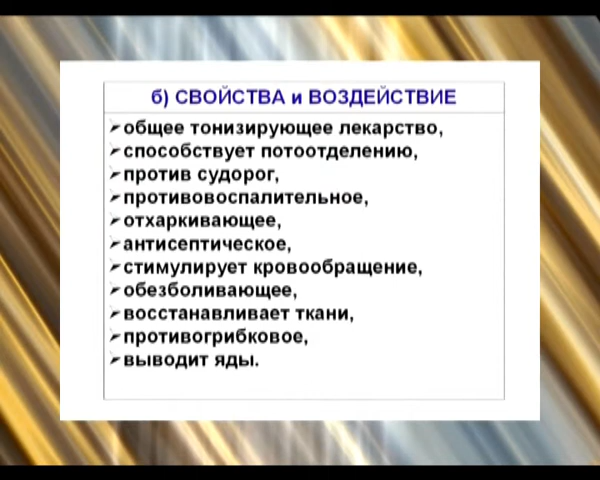 б) СВОЙСТВА и ВОЗДЕЙСТВИЕ
общее тонизирующее лекарство,
способствует потоотделению,
против судорог,
противовоспалительное,
отхаркивающее,
антисептическое,
стимулирует кровообращение,
обезболивающее,
восстанавливает ткани,
противогрибковое,
выводит яды.